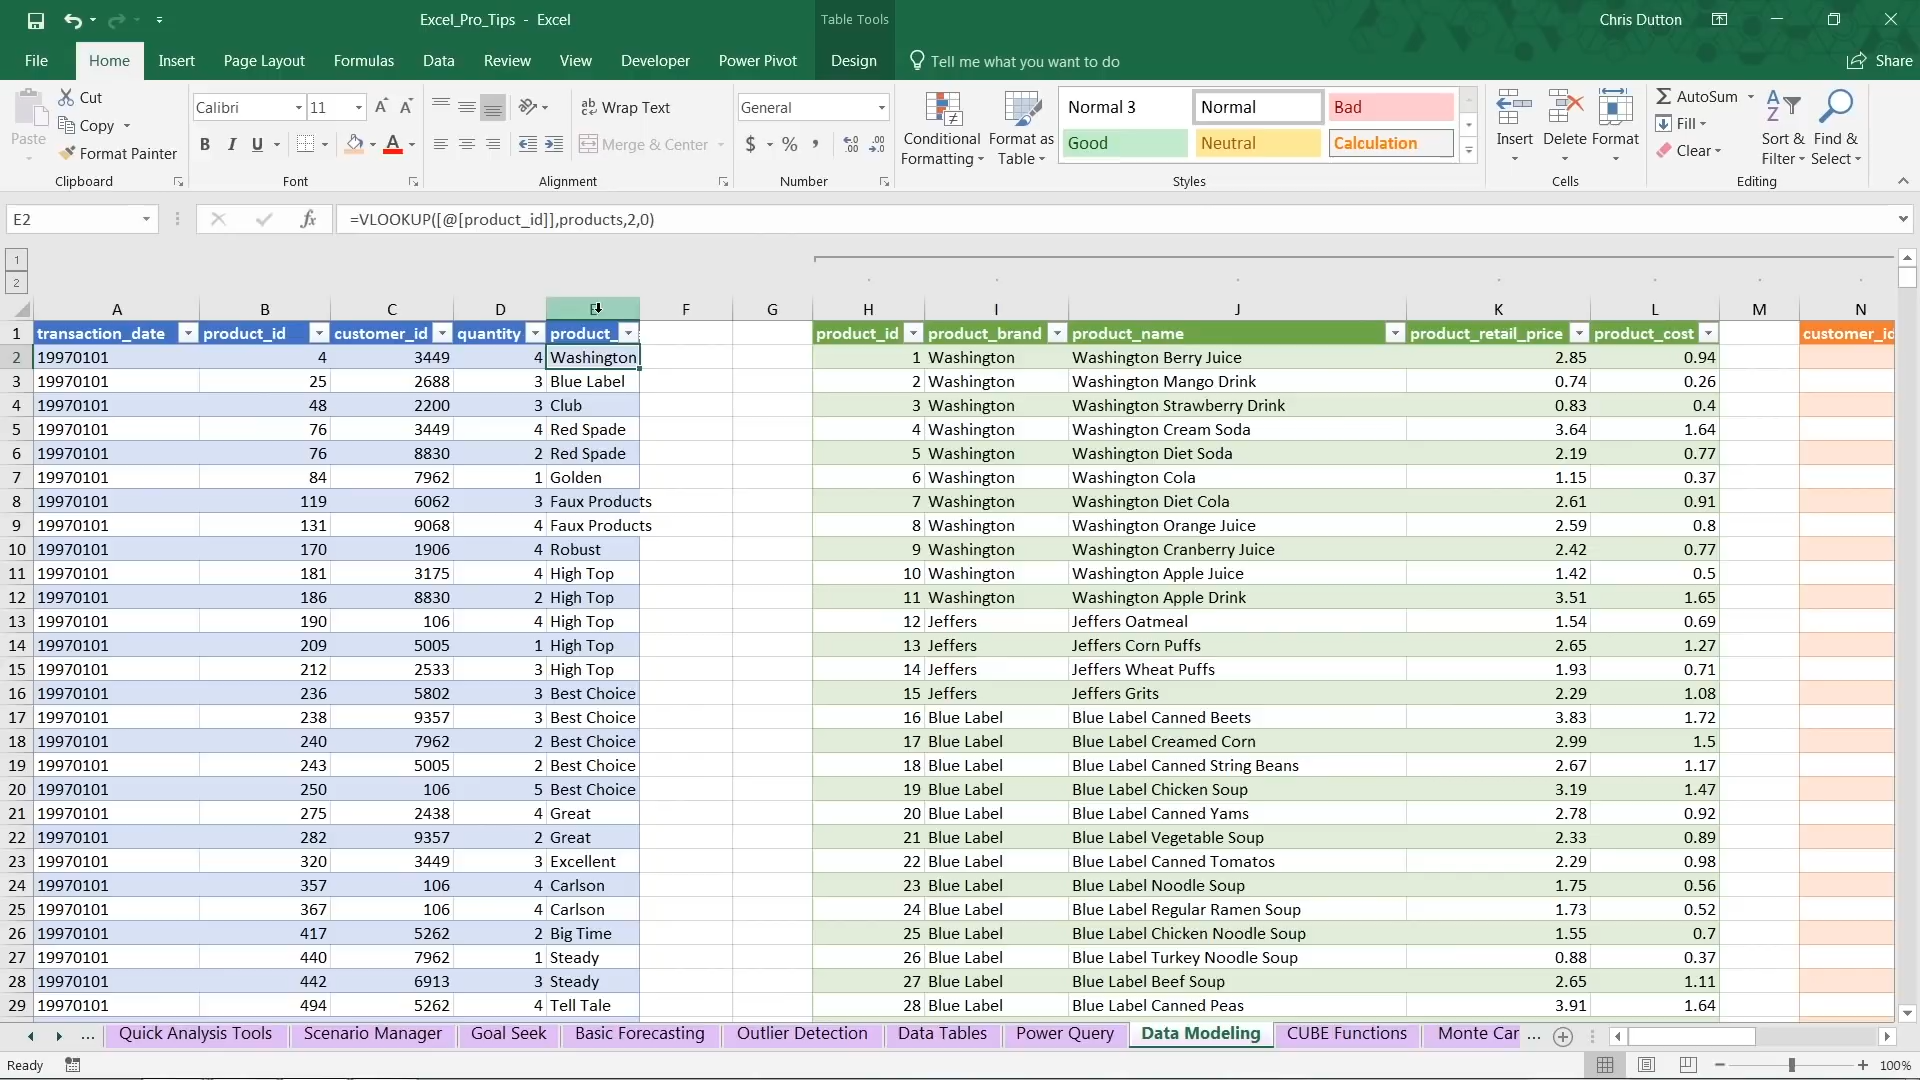 Excel_Pro_Tips - Excel
Table Tools
Chris Dutton
File Home Insert Page Layout Formulas Data Review View Developer Power Pivot Design Tell me what you want to do Share
Paste
Cut
Copy
Format Painter
Clipboard
Calibri 11
B I U
Font
Wrap Text
Merge & Center
Alignment
General
$ % ,
Number
Conditional Formatting
Format as Table
Normal 3 Normal Bad
Good Neutral Calculation
Styles
Insert Delete Format
Cells
AutoSum
Fill
Clear
Sort & Filter
Find & Select
Editing
E2 fx =VLOOKUP([@[product_id]],products,2,0)
1
2
A B C D E F G H I J K L M N
1 transaction_date product_id customer_id quantity product_ product_id product_brand product_name product_retail_price product_cost customer_id
2 19970101 4 3449 4 Washington 1 Washington Washington Berry Juice 2.85 0.94
3 19970101 25 2688 3 Blue Label 2 Washington Washington Mango Drink 0.74 0.26
4 19970101 48 2200 3 Club 3 Washington Washington Strawberry Drink 0.83 0.4
5 19970101 76 3449 4 Red Spade 4 Washington Washington Cream Soda 3.64 1.64
6 19970101 76 8830 2 Red Spade 5 Washington Washington Diet Soda 2.19 0.77
7 19970101 84 7962 1 Golden 6 Washington Washington Cola 1.15 0.37
8 19970101 119 6062 3 Faux Products 7 Washington Washington Diet Cola 2.61 0.91
9 19970101 131 9068 4 Faux Products 8 Washington Washington Orange Juice 2.59 0.8
10 19970101 170 1906 4 Robust 9 Washington Washington Cranberry Juice 2.42 0.77
11 19970101 181 3175 4 High Top 10 Washington Washington Apple Juice 1.42 0.5
12 19970101 186 8830 2 High Top 11 Washington Washington Apple Drink 3.51 1.65
13 19970101 190 106 4 High Top 12 Jeffers Jeffers Oatmeal 1.54 0.69
14 19970101 209 5005 1 High Top 13 Jeffers Jeffers Corn Puffs 2.65 1.27
15 19970101 212 2533 3 High Top 14 Jeffers Jeffers Wheat Puffs 1.93 0.71
16 19970101 236 5802 3 Best Choice 15 Jeffers Jeffers Grits 2.29 1.08
17 19970101 238 9357 3 Best Choice 16 Blue Label Blue Label Canned Beets 3.83 1.72
18 19970101 240 7962 2 Best Choice 17 Blue Label Blue Label Creamed Corn 2.99 1.5
19 19970101 243 5005 2 Best Choice 18 Blue Label Blue Label Canned String Beans 2.67 1.17
20 19970101 250 106 5 Best Choice 19 Blue Label Blue Label Chicken Soup 3.19 1.47
21 19970101 275 2438 4 Great 20 Blue Label Blue Label Canned Yams 2.78 0.92
22 19970101 282 9357 2 Great 21 Blue Label Blue Label Vegetable Soup 2.33 0.89
23 19970101 320 3449 3 Excellent 22 Blue Label Blue Label Canned Tomatos 2.29 0.98
24 19970101 357 106 4 Carlson 23 Blue Label Blue Label Noodle Soup 1.75 0.56
25 19970101 367 106 4 Carlson 24 Blue Label Blue Label Regular Ramen Soup 1.73 0.52
26 19970101 417 5262 2 Big Time 25 Blue Label Blue Label Chicken Noodle Soup 1.55 0.7
27 19970101 440 7962 1 Steady 26 Blue Label Blue Label Turkey Noodle Soup 0.88 0.37
28 19970101 442 6913 3 Steady 27 Blue Label Blue Label Beef Soup 2.65 1.11
29 19970101 494 5262 4 Tell Tale 28 Blue Label Blue Label Canned Peas 3.91 1.64
... Quick Analysis Tools Scenario Manager Goal Seek Basic Forecasting Outlier Detection Data Tables Power Query Data Modeling CUBE Functions Monte Car ...
Ready 100%